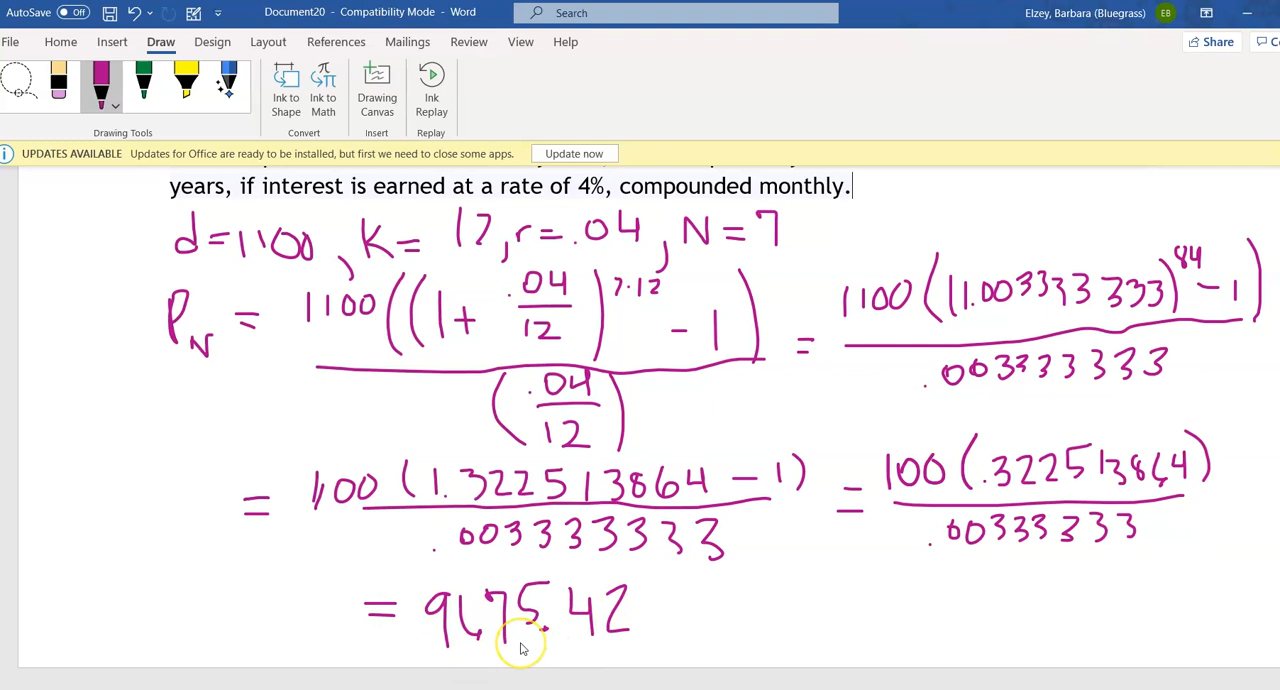 AutoSave Off Document20 - Compatibility Mode - Word Search Elzey, Barbara (Bluegrass) EB
File Home Insert Draw Design Layout References Mailings Review View Help Share Co
Ink to Shape Ink to Math Drawing Canvas Ink Replay
Drawing Tools Convert Insert Replay
UPDATES AVAILABLE Updates for Office are ready to be installed, but first we need to close some apps. Update now
years, if interest is earned at a rate of 4%, compounded monthly.
d=1100, K= 12, r= .04, N=7
P_N = 1100((1+ .04/12)^7·12 - 1) / (.04/12) = 1100((1.003333333)^84 - 1) / .003333333
= 1100(1.322513864 - 1) / .003333333 = 1100(.322513864) / .00333333
= 9675.42